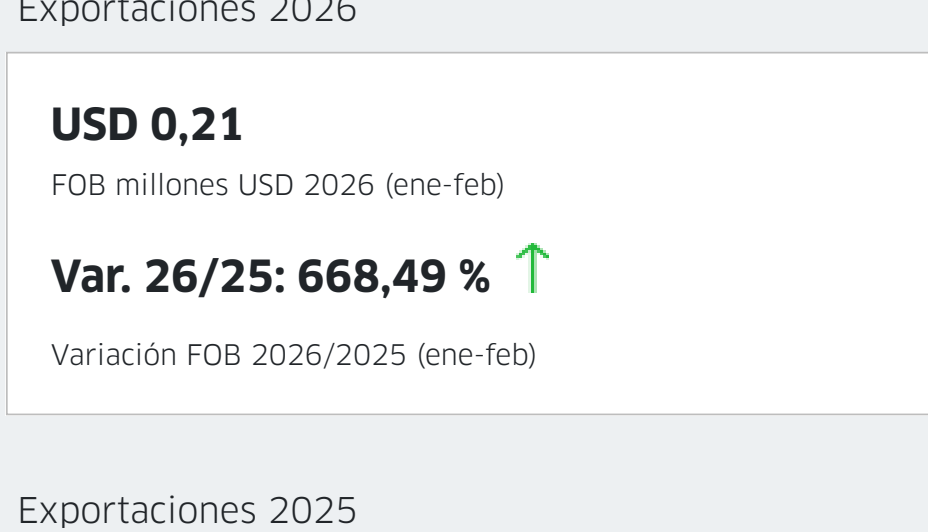 Exportaciones 2026
USD 0,21
FOB millones USD 2026 (ene-feb)
Var. 26/25: 668,49 %
Variación FOB 2026/2025 (ene-feb)
Exportaciones 2025